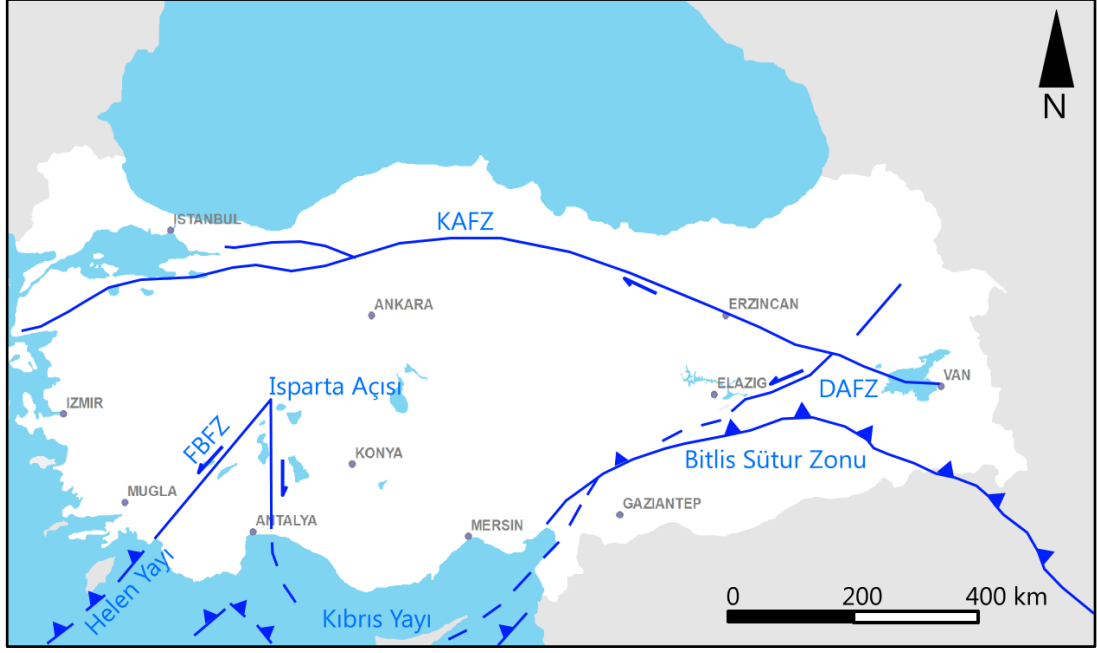 N
ISTANBUL
KAFZ
ANKARA
ERZINCAN
Isparta Açısı
ELAZIG
DAFZ
VAN
IZMIR
FBFZ
KONYA
Bitlis Sütur Zonu
MUGLA
GAZIANTEP
ANTALYA
MERSIN
Helen Yayı
Kıbrıs Yayı
0 200 400 km